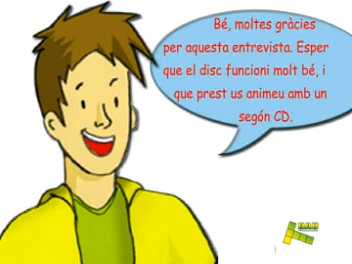 Bé, moltes gràcies
per aquesta entrevista. Esper
que el disc funcioni molt bé, i
que prest us animeu amb un
segón CD.